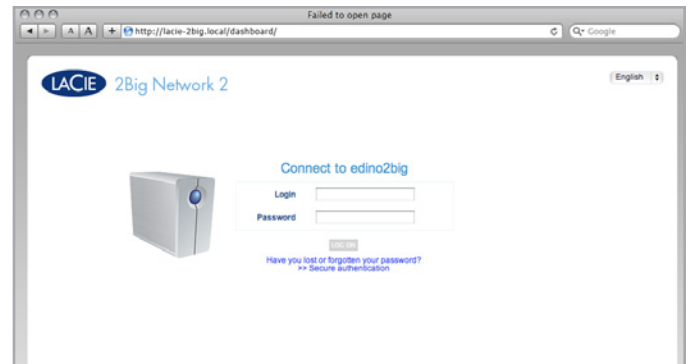 Failed to open page
A A + http://lacie-2big.local/dashboard/ Google
LACIE 2Big Network 2 English
Connect to edino2big
Login
Password
LOG ON
Have you lost or forgotten your password?
>> Secure authentication